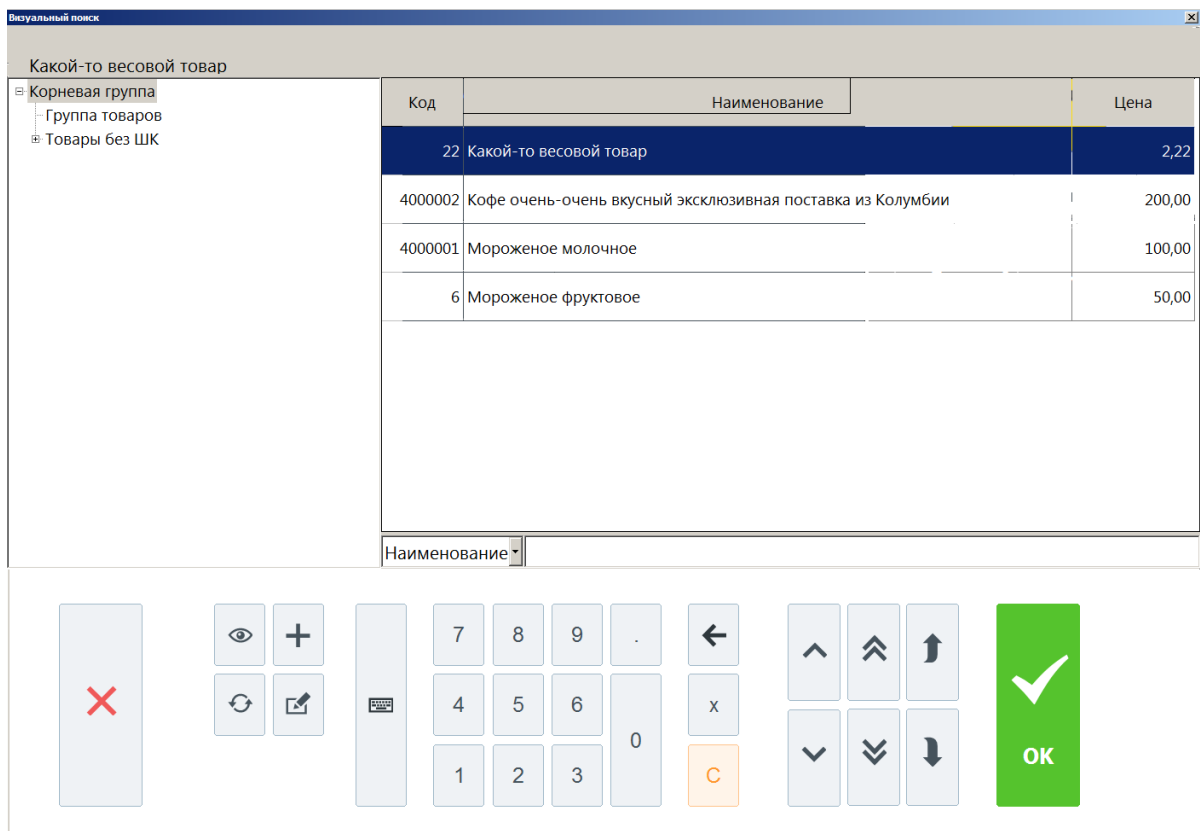 Визуальный поиск
Какой-то весовой товар
Корневая группа
Группа товаров
Товары без ШК
Код Наименование Цена
22 Какой-то весовой товар 2,22
4000002 Кофе очень-очень вкусный эксклюзивная поставка из Колумбии 200,00
4000001 Мороженое молочное 100,00
6 Мороженое фруктовое 50,00
Наименование
7 8 9 .
4 5 6 x
0
1 2 3 C
OK